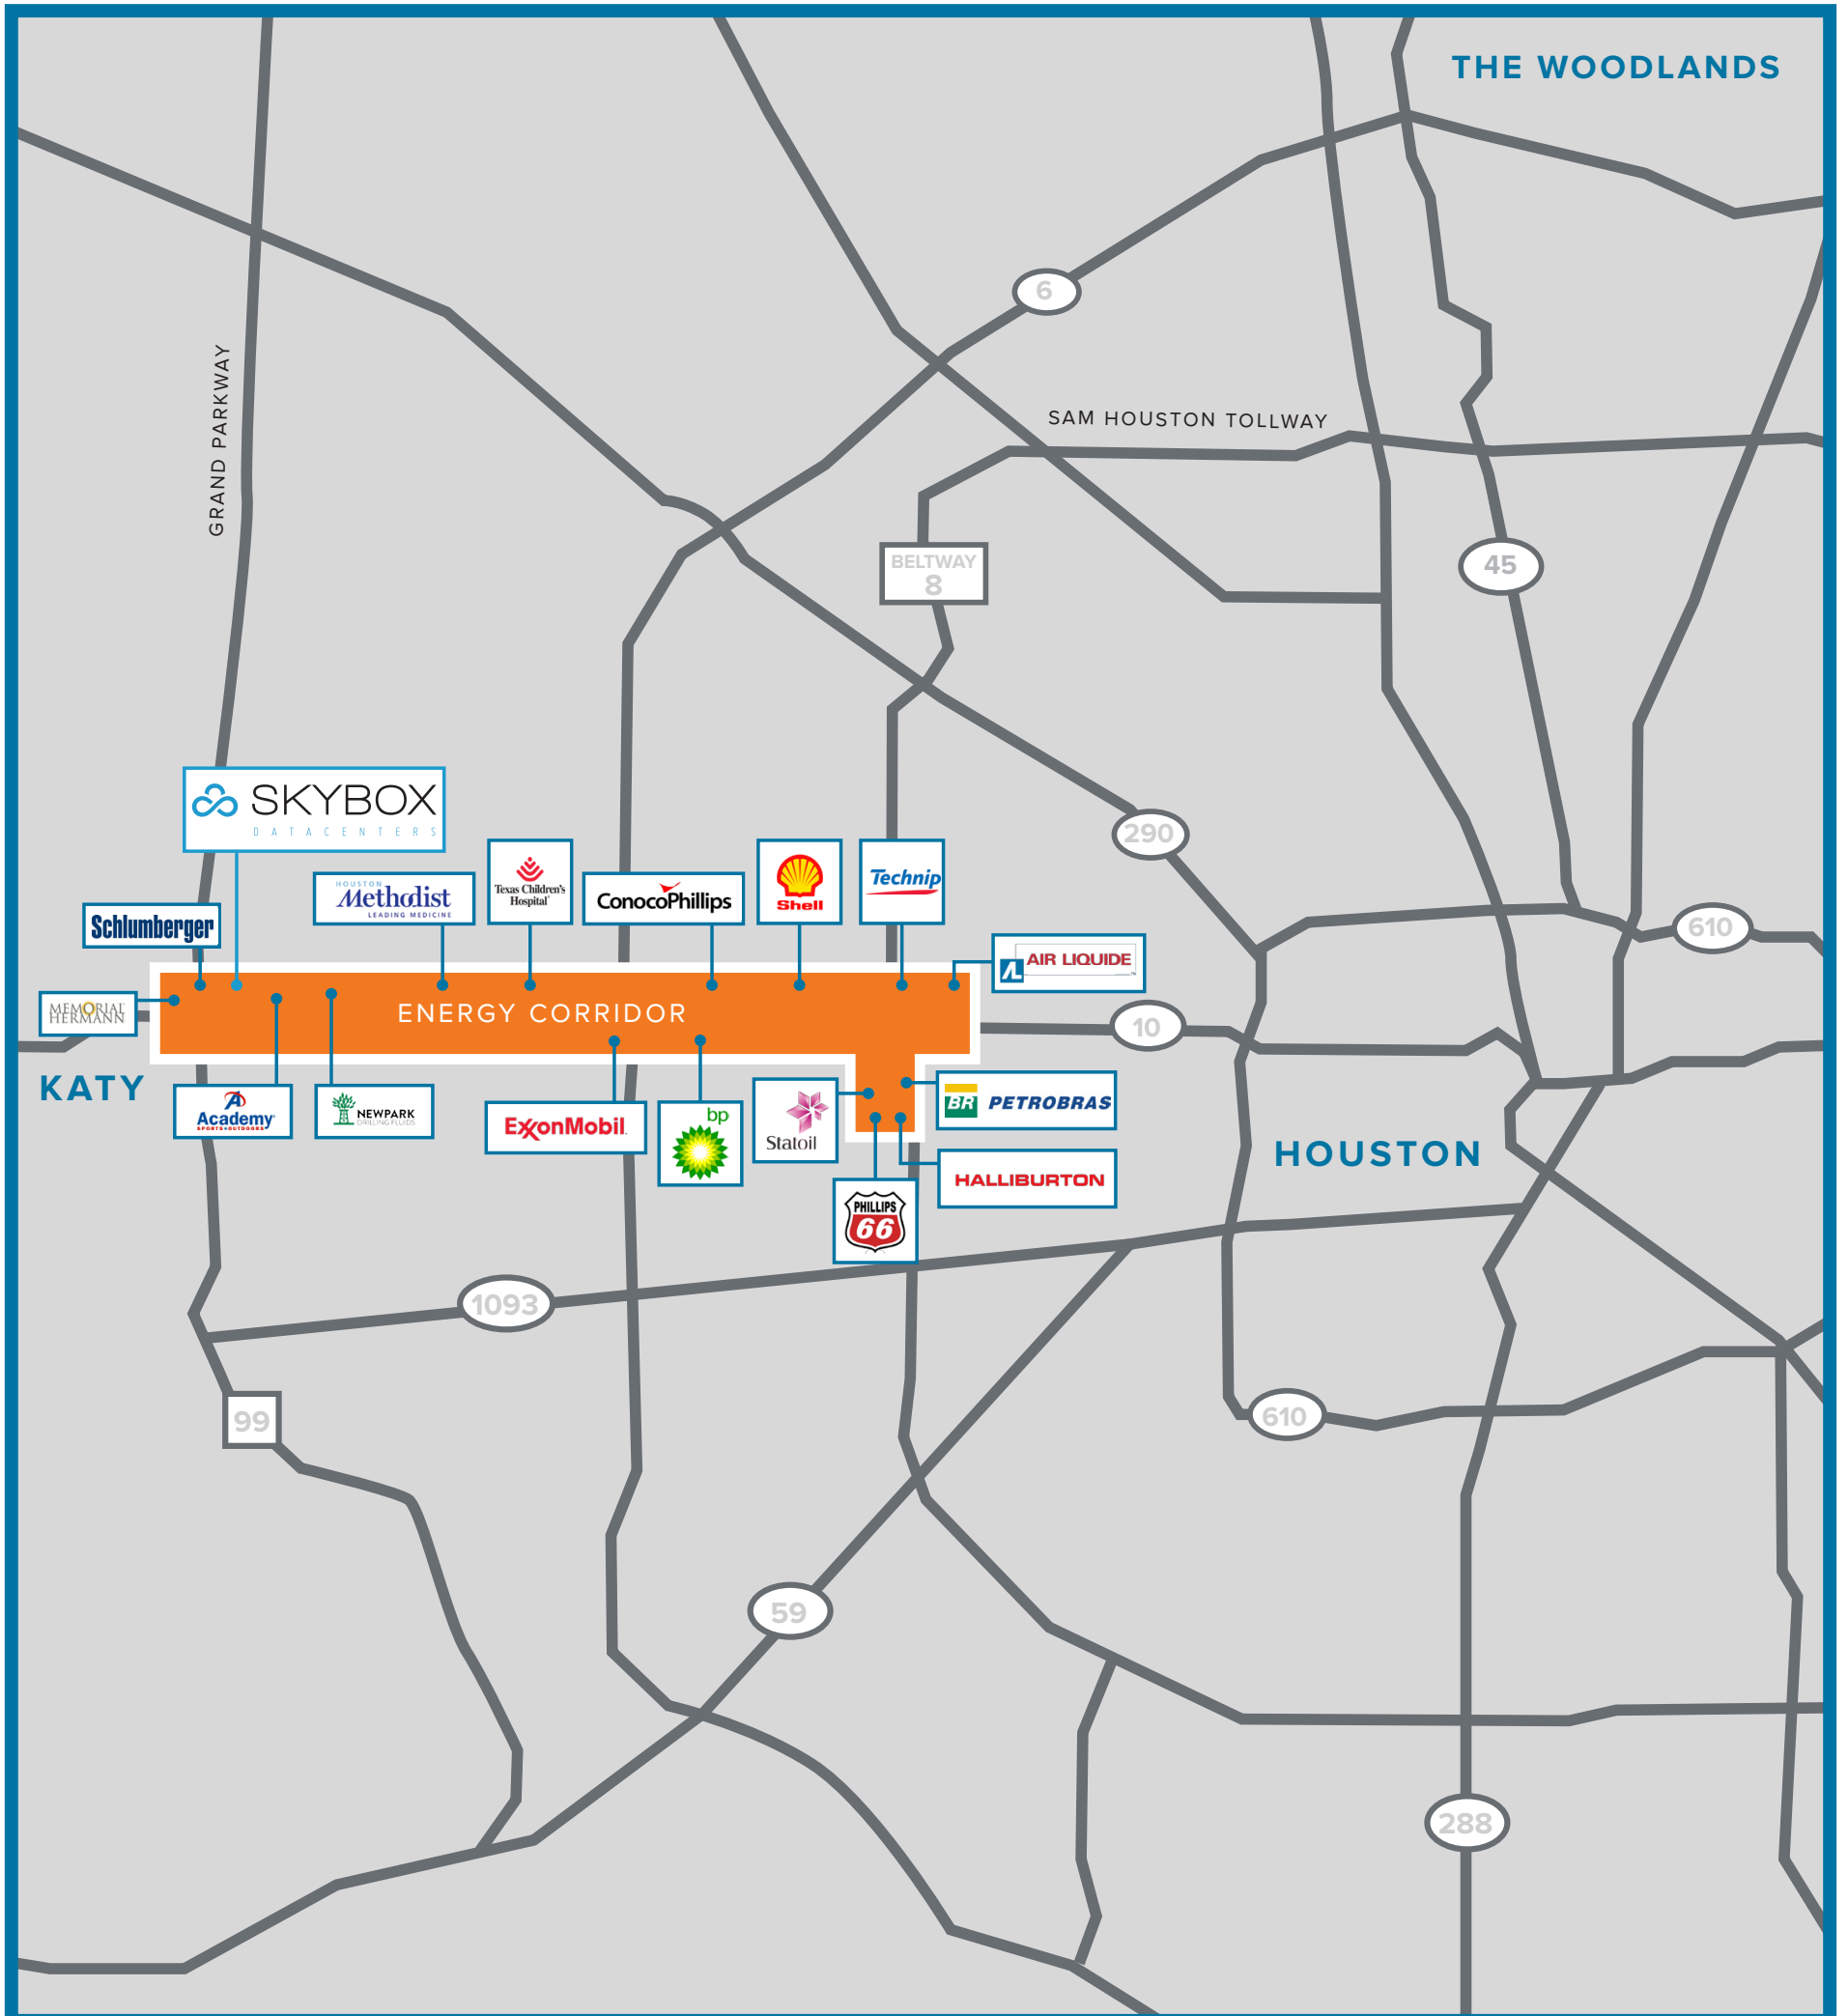 THE WOODLANDS
6
GRAND PARKWAY
SAM HOUSTON TOLLWAY
BELTWAY
8
45
SKYBOX
DATACENTERS
290
HOUSTON
Methodist
LEADING MEDICINE
Texas Children's
Hospital
ConocoPhillips
Shell
Technip
Schlumberger
610
AIR LIQUIDE
MEMORIAL
HERMANN
ENERGY CORRIDOR
10
KATY
Academy
SPORTS+OUTDOORS
NEWPARK
DRILLING FLUIDS
ExxonMobil
bp
Statoil
BR PETROBRAS
HOUSTON
HALLIBURTON
PHILLIPS
66
1093
99
610
59
288